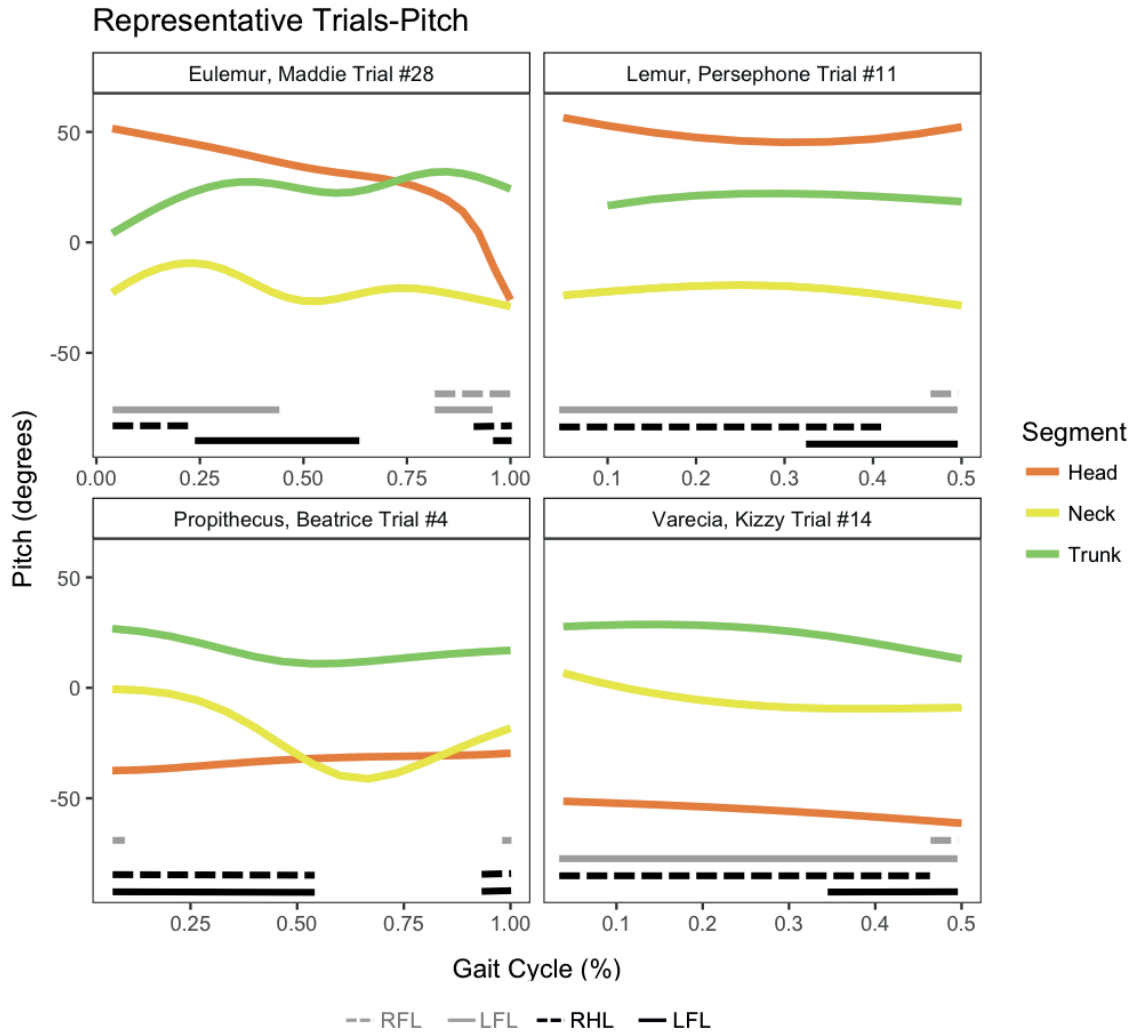 Representative Trials-Pitch
Eulemur, Maddie Trial #28
Lemur, Persephone Trial #11
50
0
-50
0.00 0.25 0.50 0.75 1.00
0.1 0.2 0.3 0.4 0.5
Propithecus, Beatrice Trial #4
Varecia, Kizzy Trial #14
50
0
-50
0.25 0.50 0.75 1.00
0.1 0.2 0.3 0.4 0.5
Pitch (degrees)
Gait Cycle (%)
Segment
Head
Neck
Trunk
RFL LFL RHL LFL